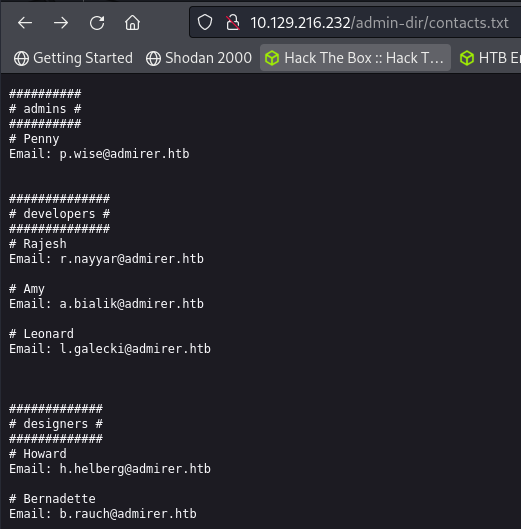 10.129.216.232/admin-dir/contacts.txt
Getting Started Shodan 2000 Hack The Box :: Hack T… HTB
##########
# admins #
##########
# Penny
Email: p.wise@admirer.htb
##############
# developers #
##############
# Rajesh
Email: r.nayyar@admirer.htb
# Amy
Email: a.bialik@admirer.htb
# Leonard
Email: l.galecki@admirer.htb
#############
# designers #
#############
# Howard
Email: h.helberg@admirer.htb
# Bernadette
Email: b.rauch@admirer.htb